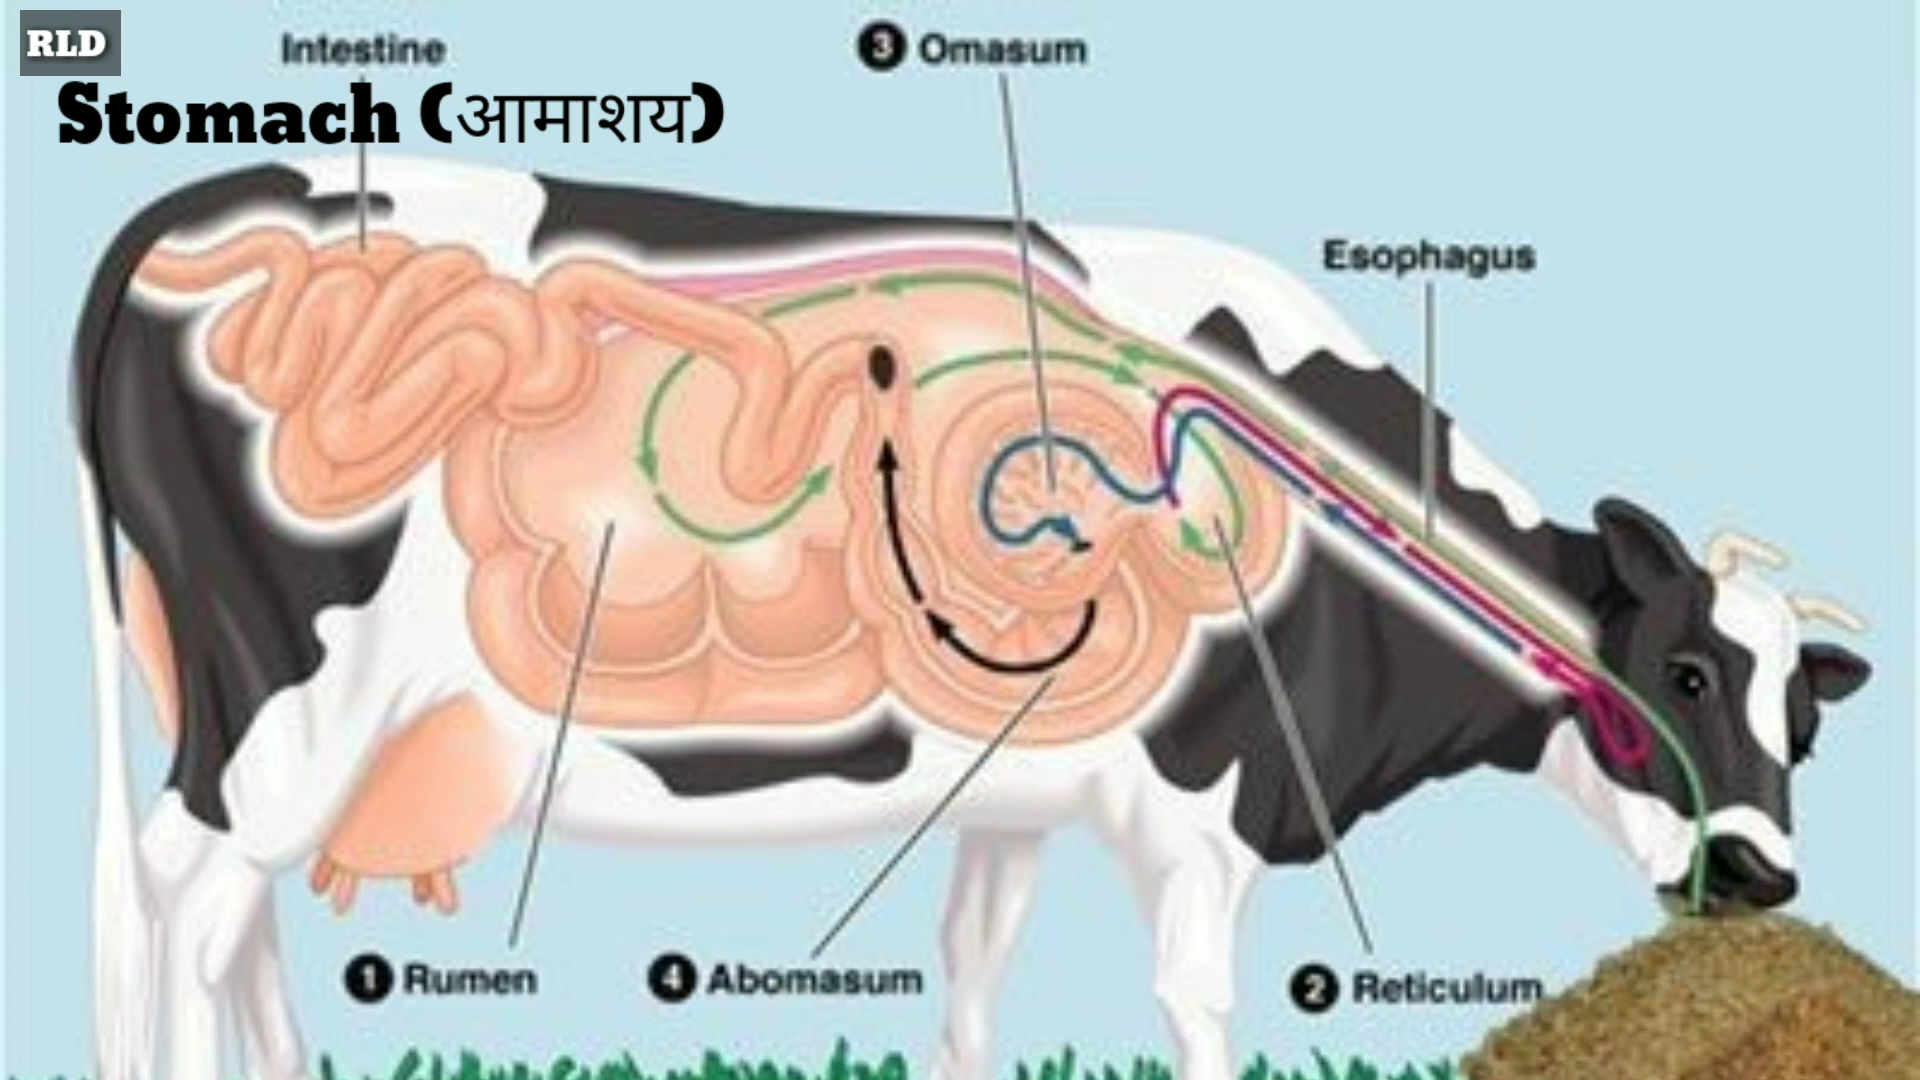 RLD
Intestine
Stomach (आमाशय)
3 Omasum
Esophagus
1 Rumen
4 Abomasum
2 Reticulum